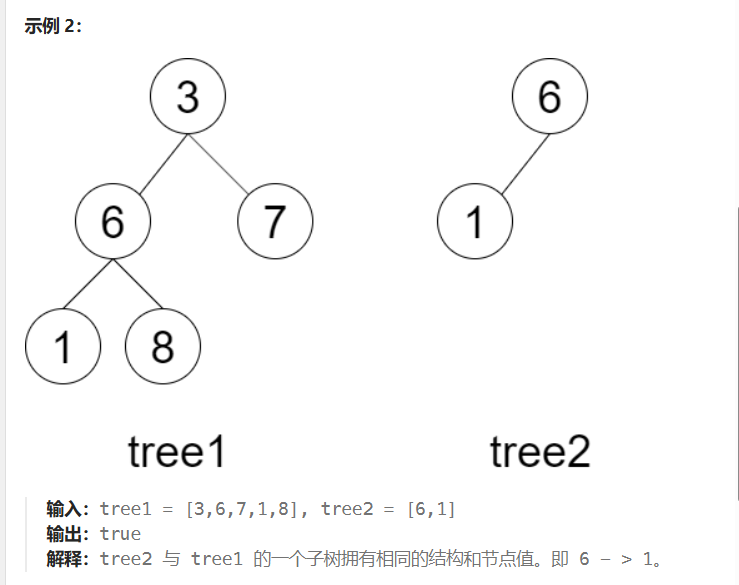 示例 2：
3
6
6
7
1
1
8
tree1
tree2
输入：tree1 = [3,6,7,1,8], tree2 = [6,1]
输出：true
解释：tree2 与 tree1 的一个子树拥有相同的结构和节点值。即 6 - > 1。